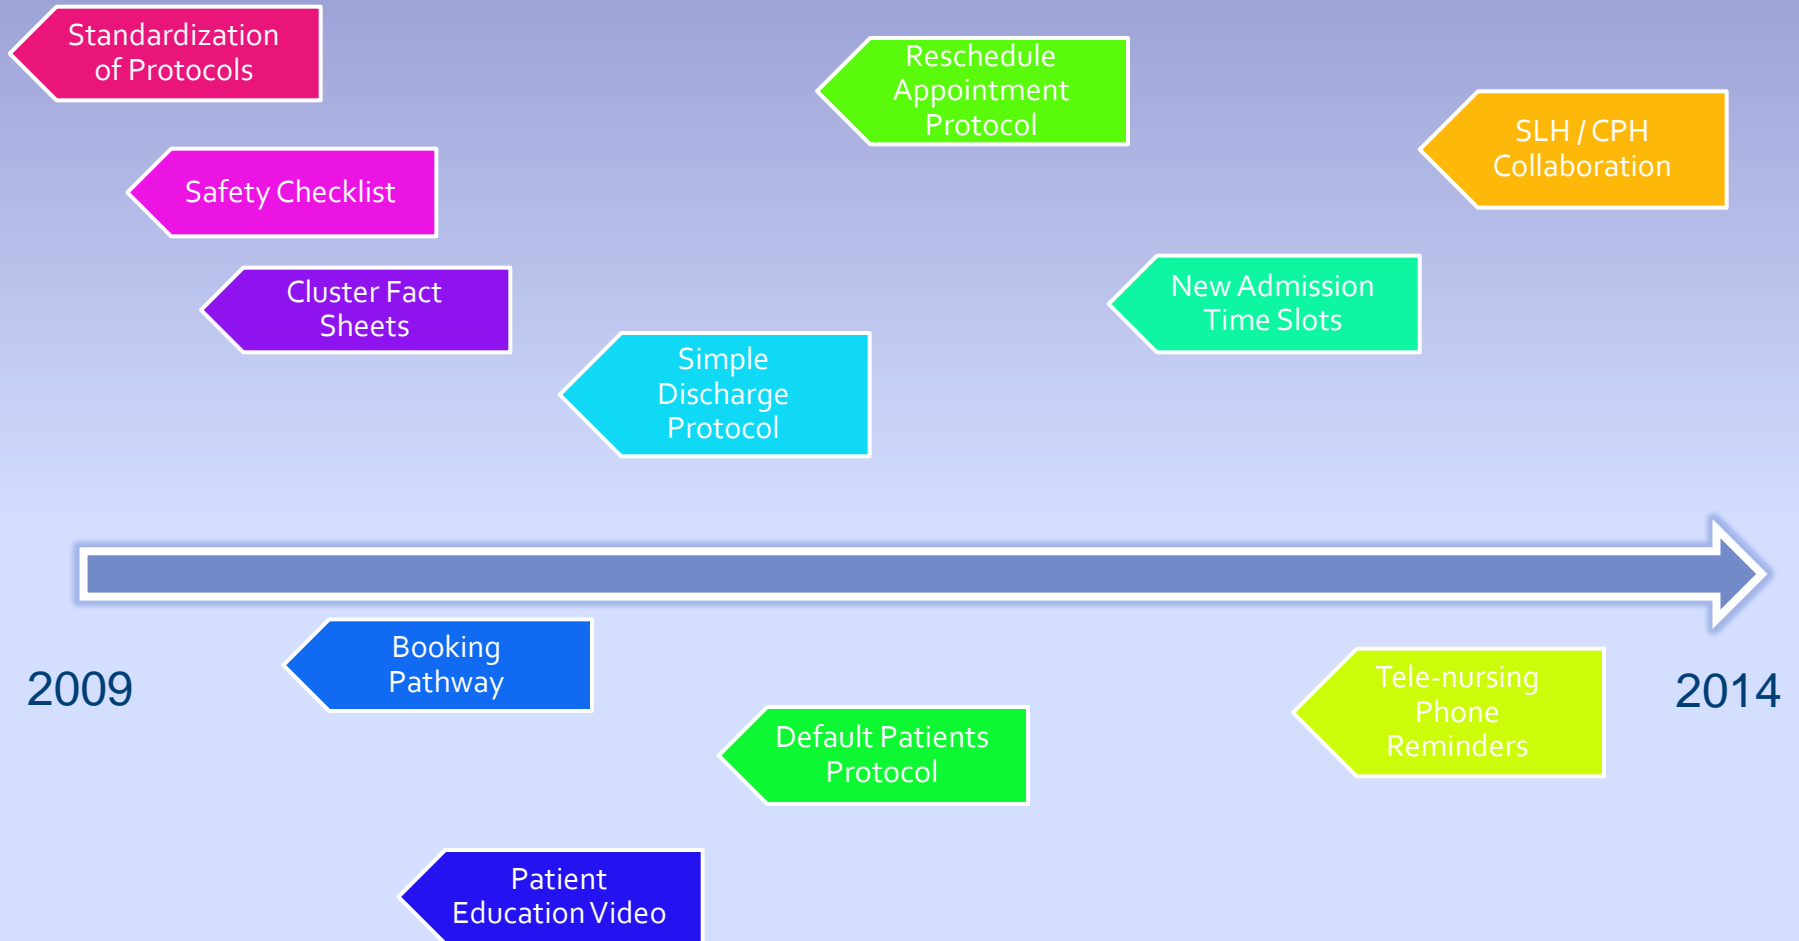 Standardization
of Protocols
Reschedule
Appointment
Protocol
SLH / CPH
Collaboration
Safety Checklist
Cluster Fact
Sheets
New Admission
Time Slots
Simple
Discharge
Protocol
2009
Booking
Pathway
Tele-nursing
Phone
Reminders
2014
Default Patients
Protocol
Patient
Education Video